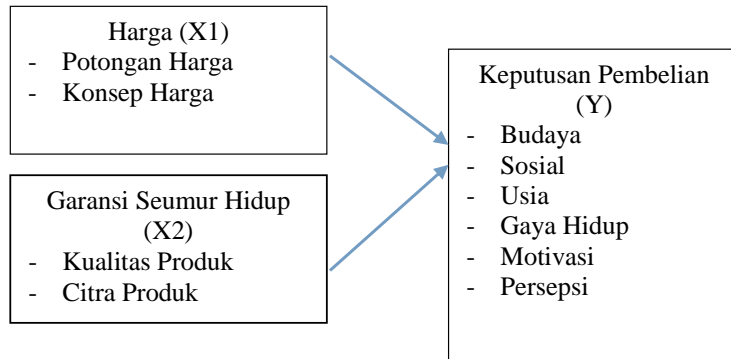 Harga (X1)
- Potongan Harga
- Konsep Harga
Garansi Seumur Hidup
(X2)
- Kualitas Produk
- Citra Produk
Keputusan Pembelian
(Y)
- Budaya
- Sosial
- Usia
- Gaya Hidup
- Motivasi
- Persepsi